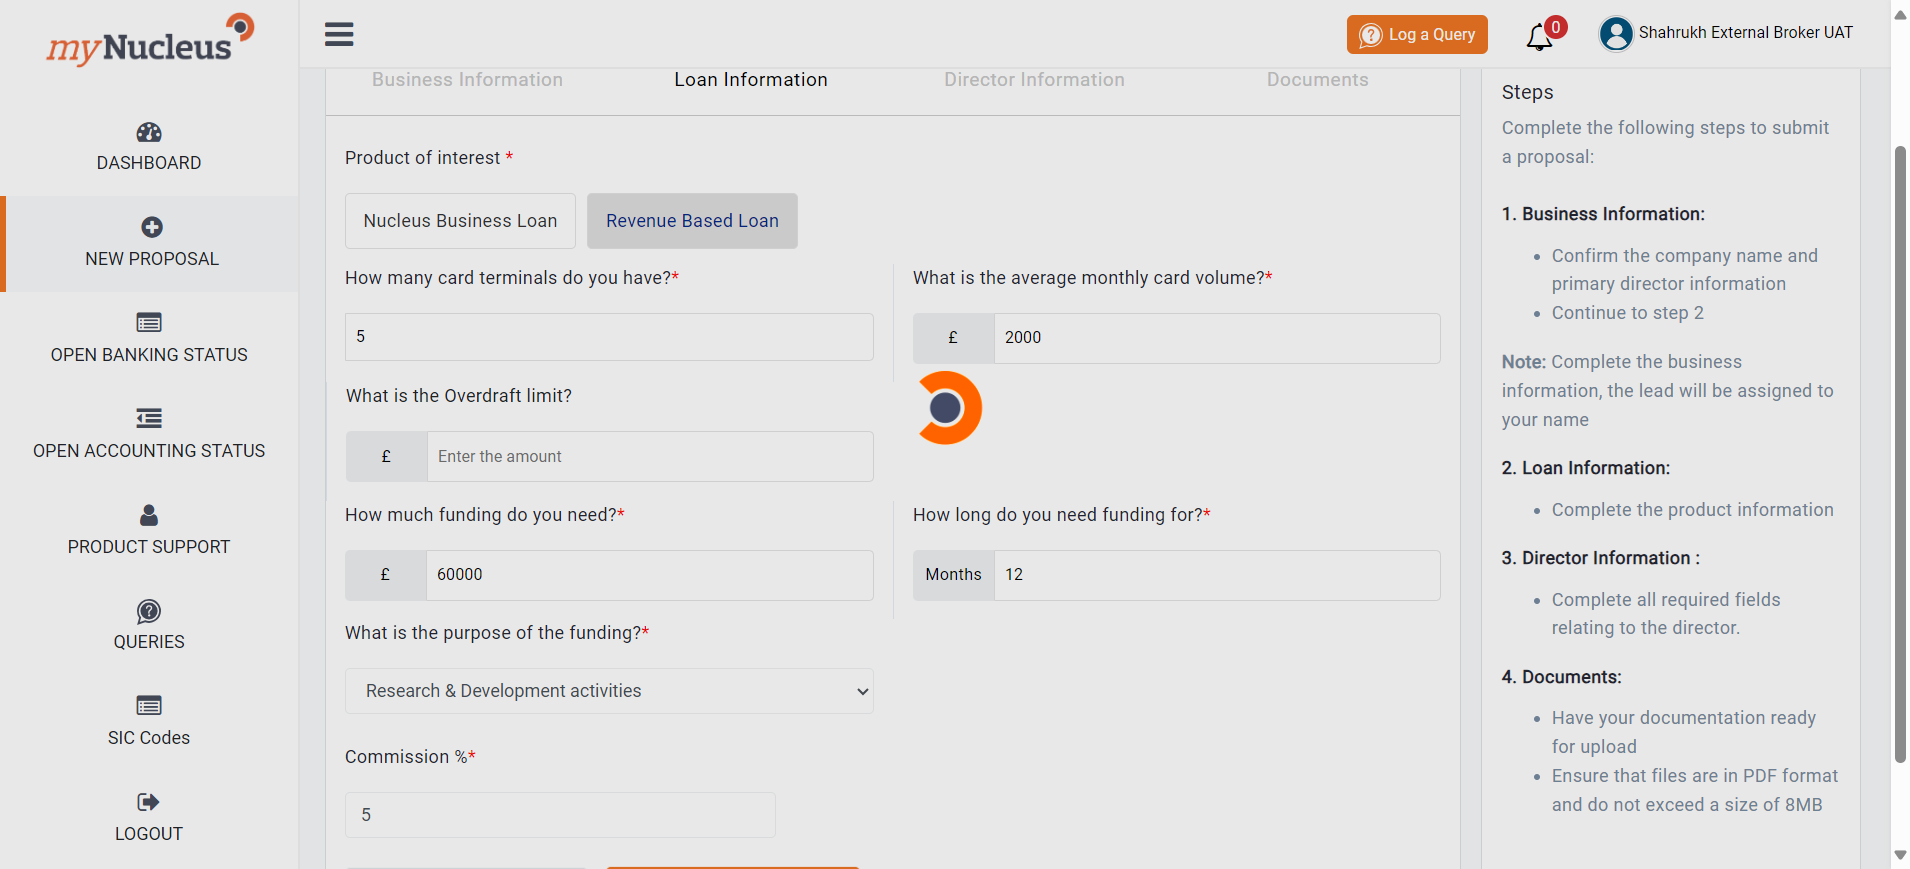 myNucleus
Log a Query
0
Shahrukh External Broker UAT
DASHBOARD
NEW PROPOSAL
OPEN BANKING STATUS
OPEN ACCOUNTING STATUS
PRODUCT SUPPORT
QUERIES
SIC Codes
LOGOUT
Business Information
Loan Information
Director Information
Documents
Product of interest *
Nucleus Business Loan
Revenue Based Loan
How many card terminals do you have?*
5
What is the average monthly card volume?*
£ 2000
What is the Overdraft limit?
£ Enter the amount
How much funding do you need?*
£ 60000
How long do you need funding for?*
Months 12
What is the purpose of the funding?*
Research & Development activities
Commission %*
5
Steps
Complete the following steps to submit
a proposal:
1. Business Information:
• Confirm the company name and
primary director information
• Continue to step 2
Note: Complete the business
information, the lead will be assigned to
your name
2. Loan Information:
• Complete the product information
3. Director Information :
• Complete all required fields
relating to the director.
4. Documents:
• Have your documentation ready
for upload
• Ensure that files are in PDF format
and do not exceed a size of 8MB